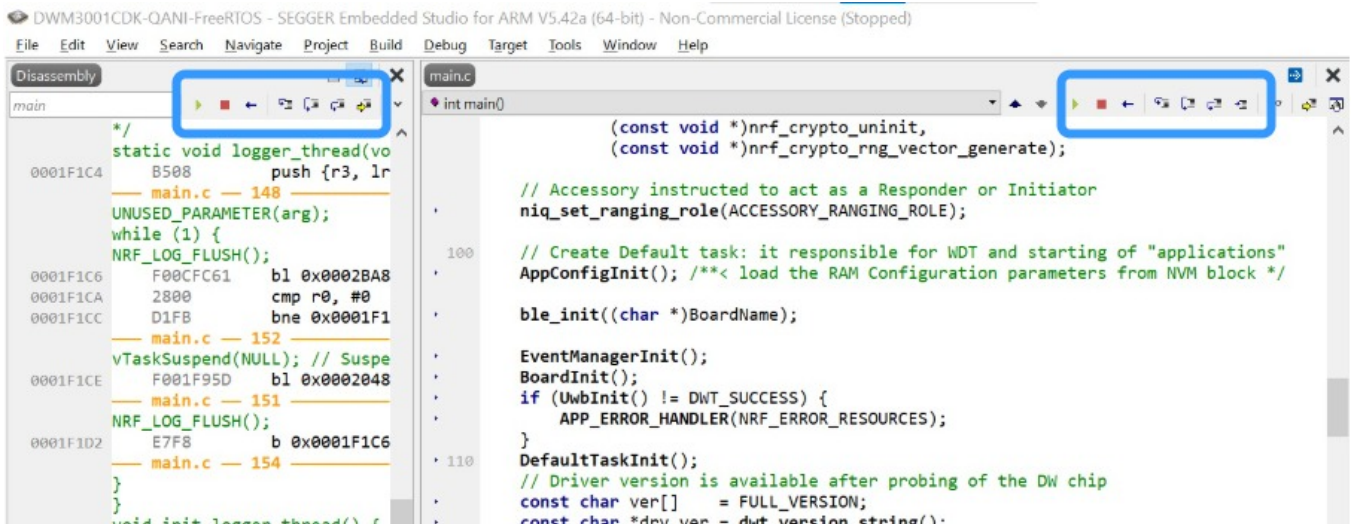 DWM3001CDK-QANI-FreeRTOS - SEGGER Embedded Studio for ARM V5.42a (64-bit) - Non-Commercial License (Stopped)
File Edit View Search Navigate Project Build Debug Target Tools Window Help
Disassembly
main
*/
static void logger_thread(vo
0001F1C4 B508 push {r3, lr
main.c — 148
UNUSED_PARAMETER(arg);
while (1) {
NRF_LOG_FLUSH();
0001F1C6 F00CFC61 bl 0x0002BA8
0001F1CA 2800 cmp r0, #0
0001F1CC D1FB bne 0x0001F1
main.c — 152
vTaskSuspend(NULL); // Suspe
0001F1CE F001F95D bl 0x0002048
main.c — 151
NRF_LOG_FLUSH();
0001F1D2 E7F8 b 0x0001F1C6
main.c — 154
}
}
void init_logger_thread() {
main.c
int main()
(const void *)nrf_crypto_uninit,
(const void *)nrf_crypto_rng_vector_generate);
// Accessory instructed to act as a Responder or Initiator
niq_set_ranging_role(ACCESSORY_RANGING_ROLE);
100 // Create Default task: it responsible for WDT and starting of "applications"
AppConfigInit(); /**< load the RAM Configuration parameters from NVM block */
ble_init((char *)BoardName);
EventManagerInit();
BoardInit();
if (UwbInit() != DWT_SUCCESS) {
APP_ERROR_HANDLER(NRF_ERROR_RESOURCES);
}
110 DefaultTaskInit();
// Driver version is available after probing of the DW chip
const char ver[] = FULL_VERSION;
const char *drv_ver = dwt_version_string();